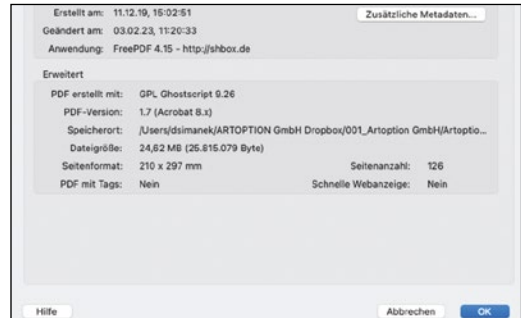 Erstellt am: 11.12.19, 15:02:51 Zusätzliche Metadaten...
Geändert am: 03.02.23, 11:20:33
Anwendung: FreePDF 4.15 - http://shbox.de
Erweitert
PDF erstellt mit: GPL Ghostscript 9.26
PDF-Version: 1.7 (Acrobat 8.x)
Speicherort: /Users/dsimanek/ARTOPTION GmbH Dropbox/001_Artoption GmbH/Artoptio...
Dateigröße: 24,62 MB (25.815.079 Byte)
Seitenformat: 210 x 297 mm Seitenanzahl: 126
PDF mit Tags: Nein Schnelle Webanzeige: Nein
Hilfe Abbrechen OK